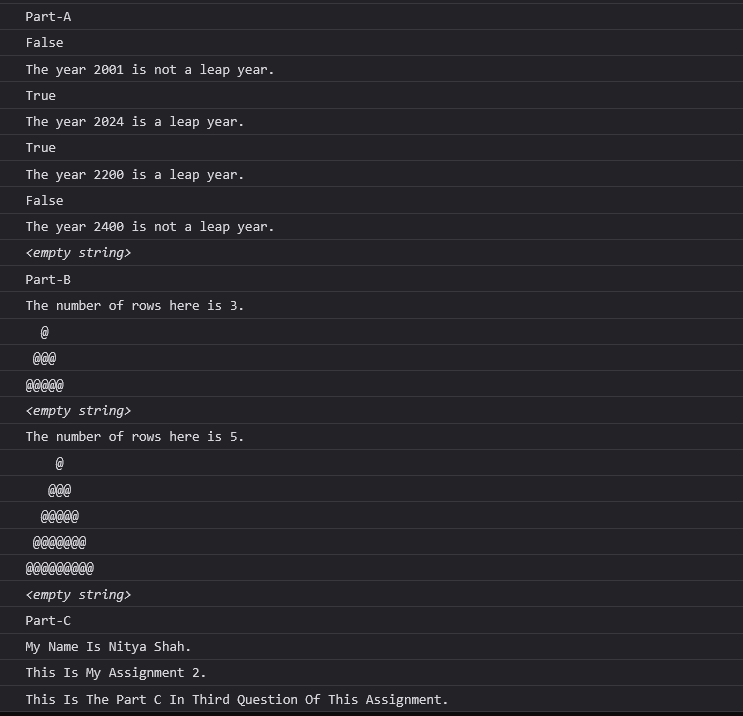 Part-A
False
The year 2001 is not a leap year.
True
The year 2024 is a leap year.
True
The year 2200 is a leap year.
False
The year 2400 is not a leap year.
<empty string>
Part-B
The number of rows here is 3.
  @
 @@@
@@@@@
<empty string>
The number of rows here is 5.
    @
   @@@
  @@@@@
 @@@@@@@
@@@@@@@@@
<empty string>
Part-C
My Name Is Nitya Shah.
This Is My Assignment 2.
This Is The Part C In Third Question Of This Assignment.